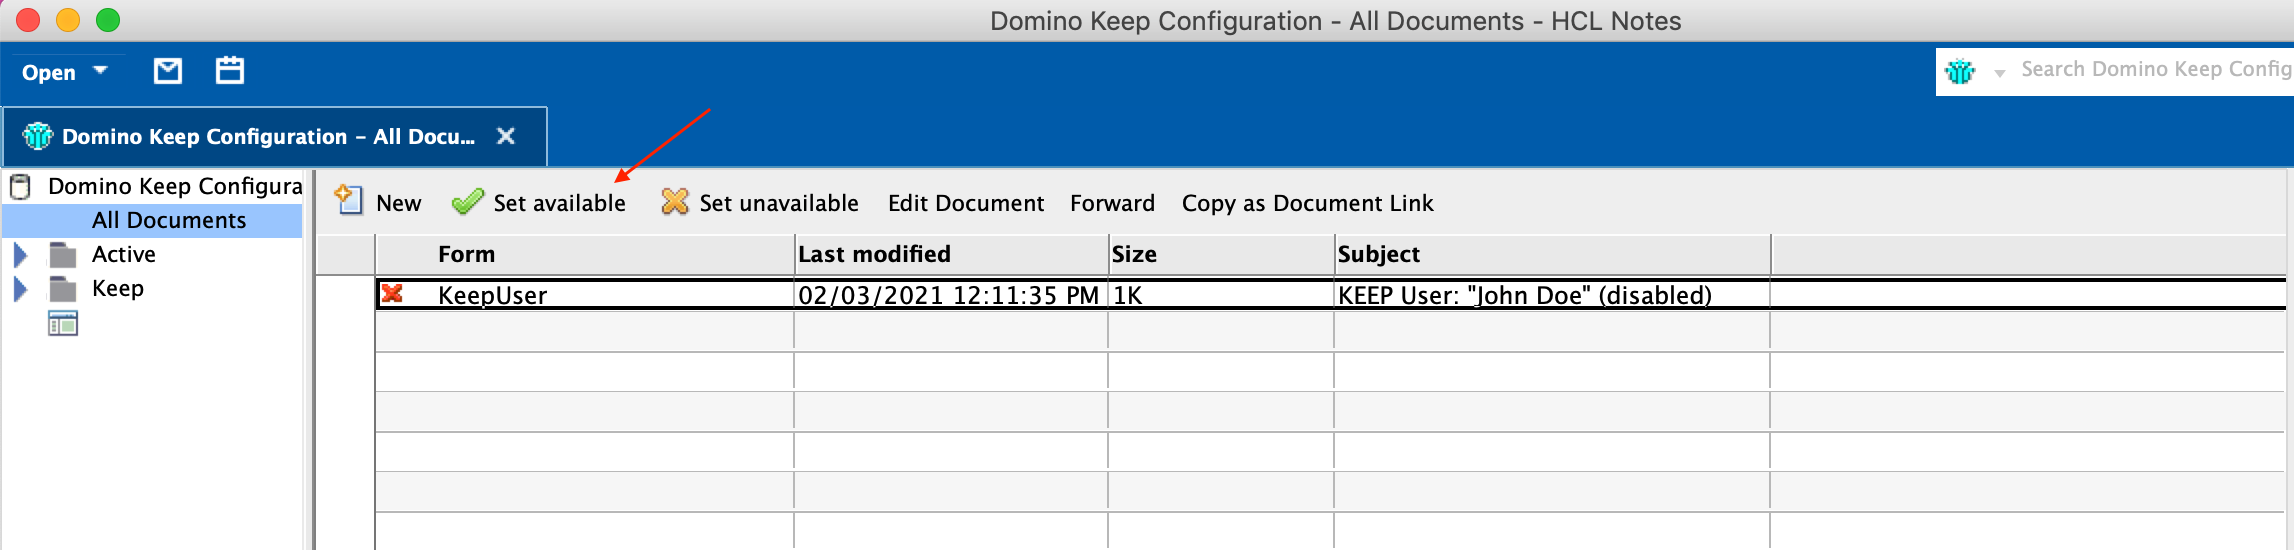 Domino Keep Configuration - All Documents - HCL Notes
Open
Search Domino Keep Config
Domino Keep Configuration - All Docu...
Domino Keep Configura
All Documents
Active
Keep
New Set available Set unavailable Edit Document Forward Copy as Document Link
Form Last modified Size Subject
KeepUser 02/03/2021 12:11:35 PM 1K KEEP User: "John Doe" (disabled)